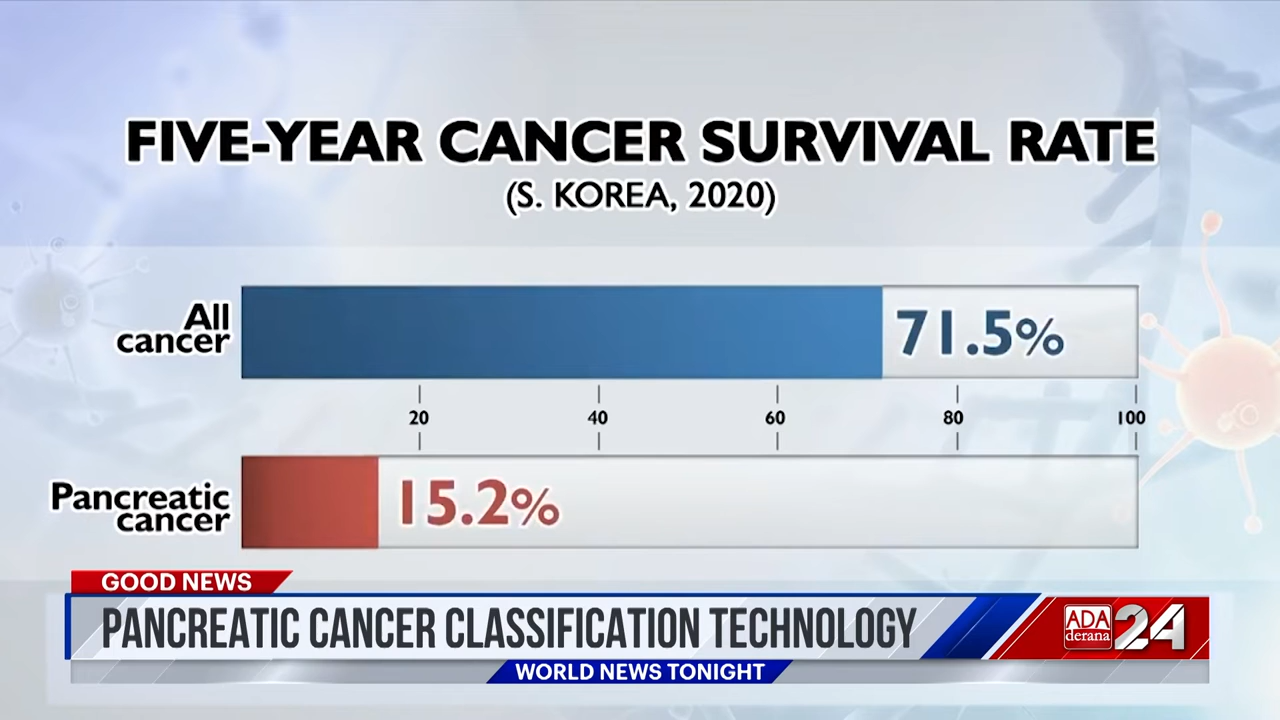 FIVE-YEAR CANCER SURVIVAL RATE
(S. KOREA, 2020)
All
cancer
71.5%
20 40 60 80 100
Pancreatic
cancer
15.2%
GOOD NEWS
PANCREATIC CANCER CLASSIFICATION TECHNOLOGY
ADA
derana
24
WORLD NEWS TONIGHT